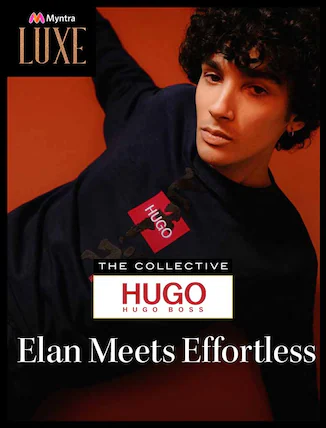 Myntra
LUXE
HUGO
THE COLLECTIVE
HUGO
HUGO BOSS
Elan Meets Effortless